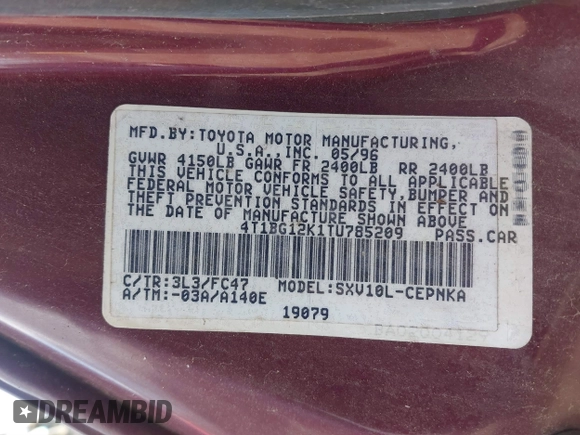 MFD.BY:TOYOTA MOTOR MANUFACTURING,
U.S.A.,INC. 05/96
GVWR 4150LB GAWR FR 2400LB RR 2400LB
THIS VEHICLE CONFORMS TO ALL APPLICABLE
FEDERAL MOTOR VEHICLE SAFETY,BUMPER AND
THEFT PREVENTION STANDARDS IN EFFECT ON
THE DATE OF MANUFACTURE SHOWN ABOVE
4T1BG12K1TU785209 PASS.CAR
C/TR:3L3/FC47 MODEL:SXV10L-CEPNKA
A/TM:-03A/A140E
19079
DREAMBID